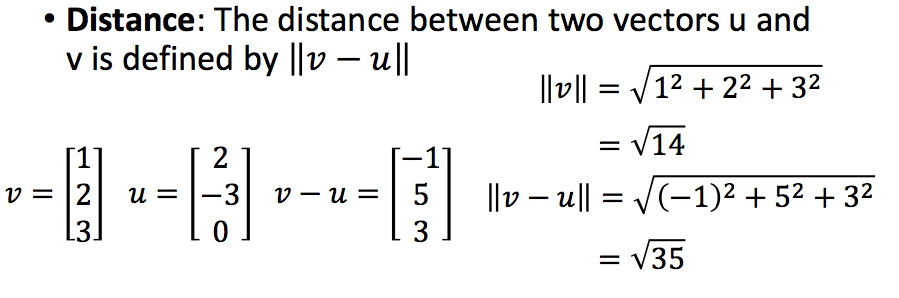 • Distance: The distance between two vectors u and
v is defined by ‖v − u‖
‖v‖ = √(1² + 2² + 3²)
= √14
v = [1 2 3] u = [2 −3 0] v − u = [−1 5 3]
‖v − u‖ = √((−1)² + 5² + 3²)
= √35